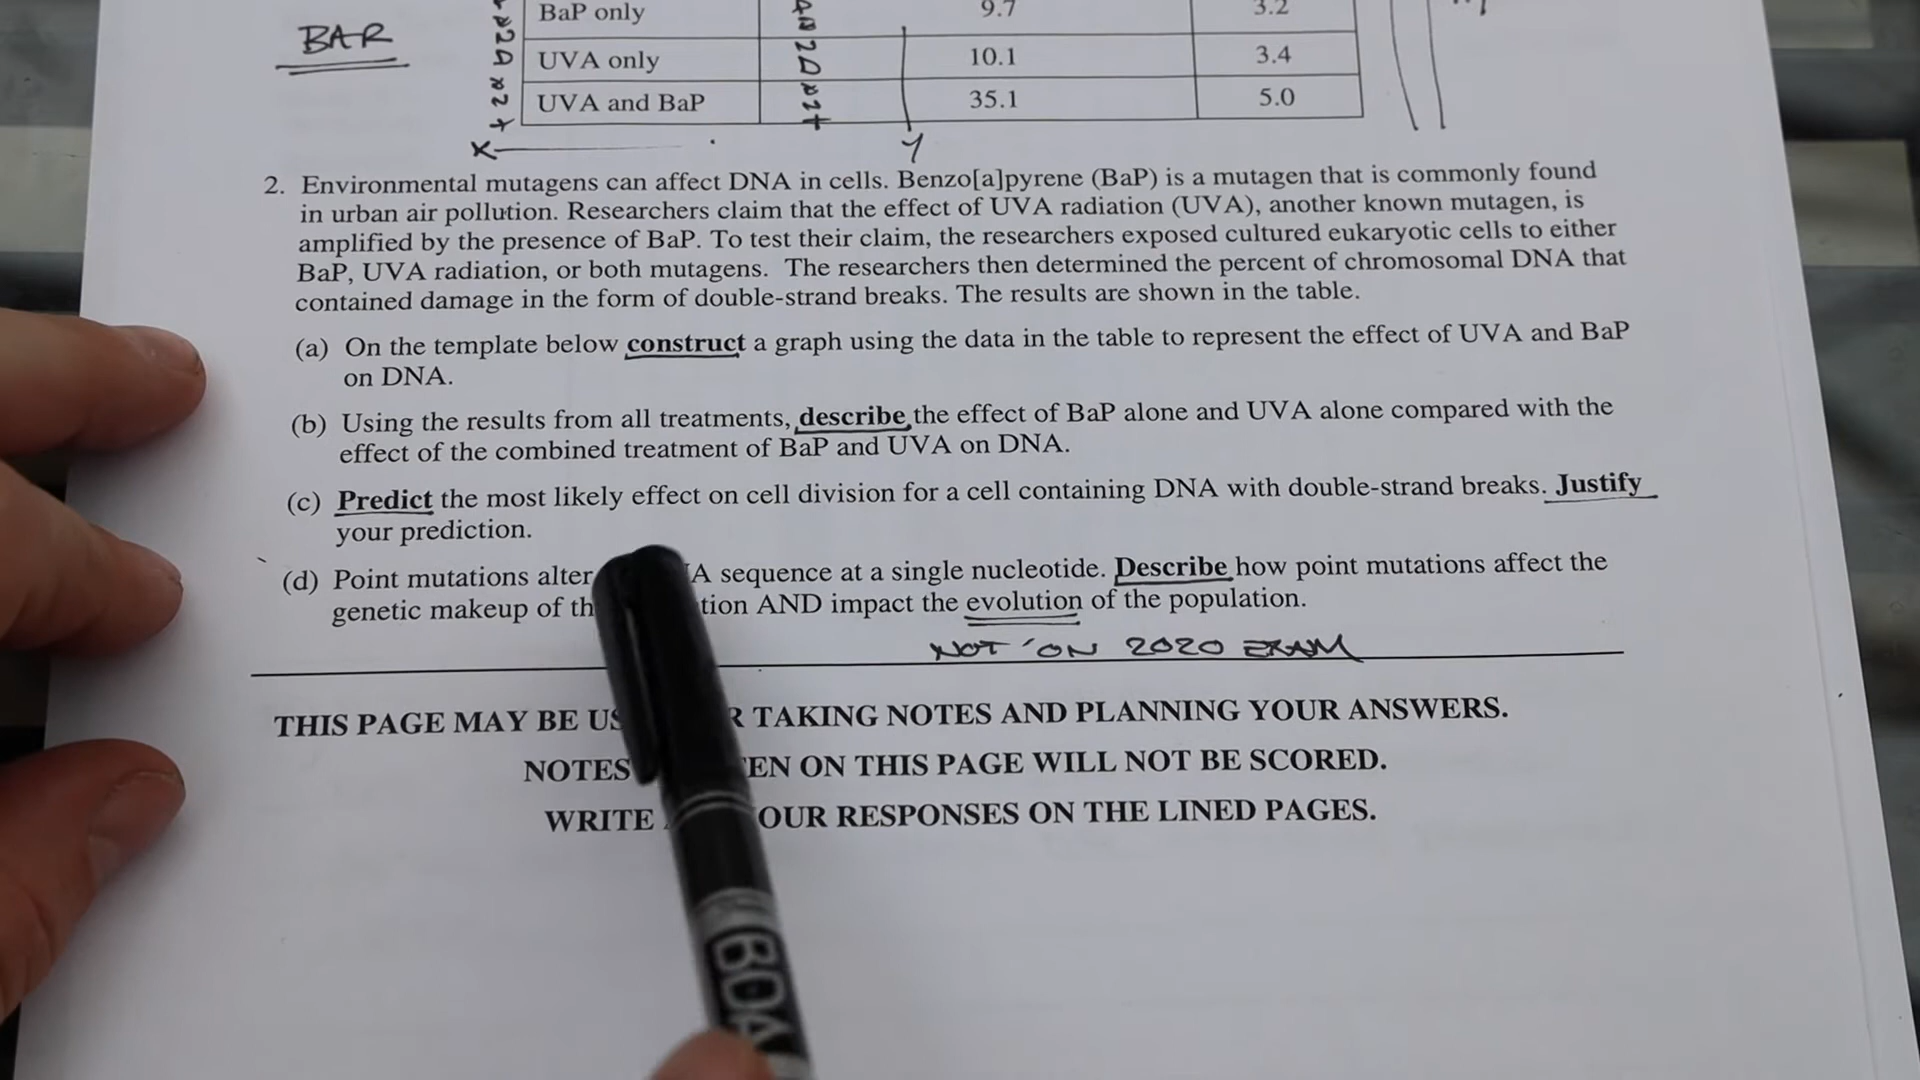 BaP only 9.7 3.2
BAR
UVA only 10.1 3.4
UVA and BaP 35.1 5.0
X Y
2. Environmental mutagens can affect DNA in cells. Benzo[a]pyrene (BaP) is a mutagen that is commonly found
in urban air pollution. Researchers claim that the effect of UVA radiation (UVA), another known mutagen, is
amplified by the presence of BaP. To test their claim, the researchers exposed cultured eukaryotic cells to either
BaP, UVA radiation, or both mutagens. The researchers then determined the percent of chromosomal DNA that
contained damage in the form of double-strand breaks. The results are shown in the table.
(a) On the template below construct a graph using the data in the table to represent the effect of UVA and BaP
on DNA.
(b) Using the results from all treatments, describe the effect of BaP alone and UVA alone compared with the
effect of the combined treatment of BaP and UVA on DNA.
(c) Predict the most likely effect on cell division for a cell containing DNA with double-strand breaks. Justify
your prediction.
(d) Point mutations alter A sequence at a single nucleotide. Describe how point mutations affect the
genetic makeup of th tion AND impact the evolution of the population.
NOT ON 2020 EXAM
THIS PAGE MAY BE US R TAKING NOTES AND PLANNING YOUR ANSWERS.
NOTES EN ON THIS PAGE WILL NOT BE SCORED.
WRITE OUR RESPONSES ON THE LINED PAGES.